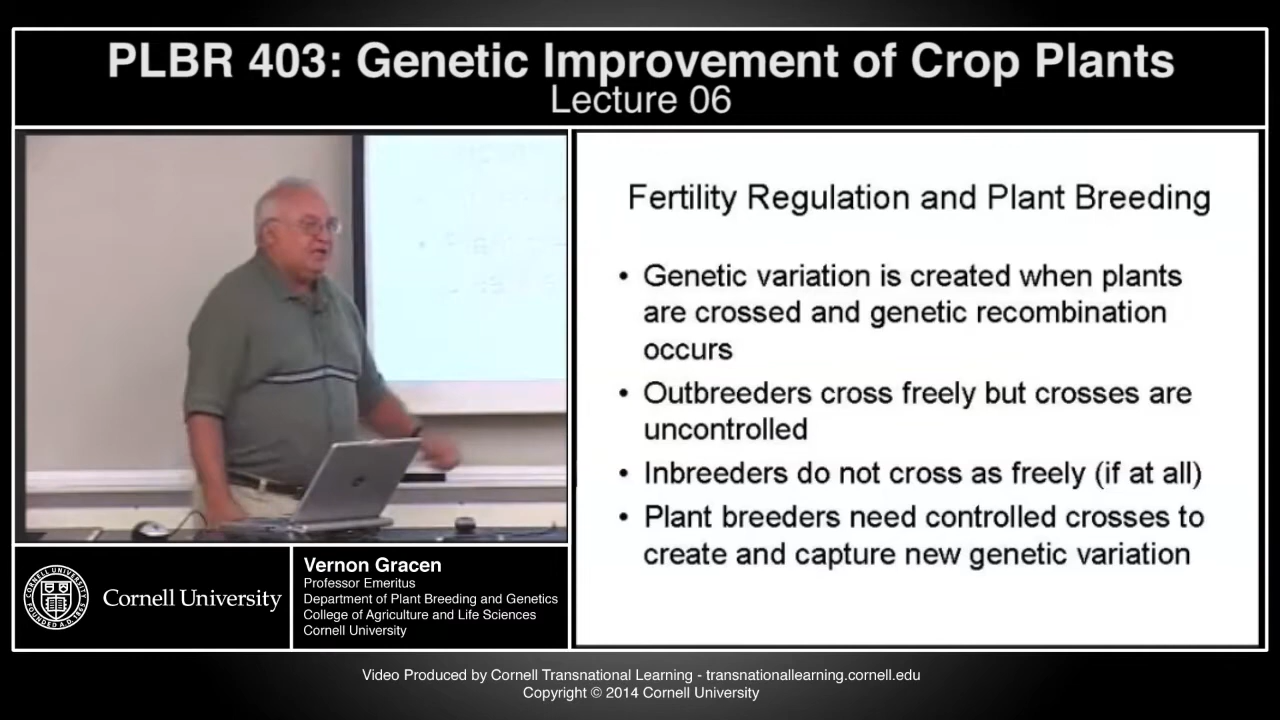 PLBR 403: Genetic Improvement of Crop Plants
Lecture 06
Fertility Regulation and Plant Breeding
• Genetic variation is created when plants
are crossed and genetic recombination
occurs
• Outbreeders cross freely but crosses are
uncontrolled
• Inbreeders do not cross as freely (if at all)
• Plant breeders need controlled crosses to
create and capture new genetic variation
Cornell University
Vernon Gracen
Professor Emeritus
Department of Plant Breeding and Genetics
College of Agriculture and Life Sciences
Cornell University
Video Produced by Cornell Transnational Learning - transnationallearning.cornell.edu
Copyright © 2014 Cornell University